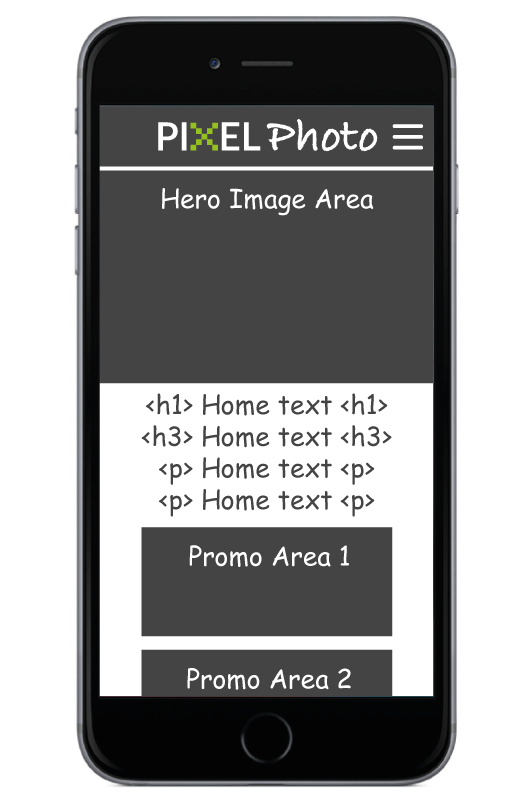 PIXEL Photo
Hero Image Area
<h1> Home text <h1>
<h3> Home text <h3>
<p> Home text <p>
<p> Home text <p>
Promo Area 1
Promo Area 2